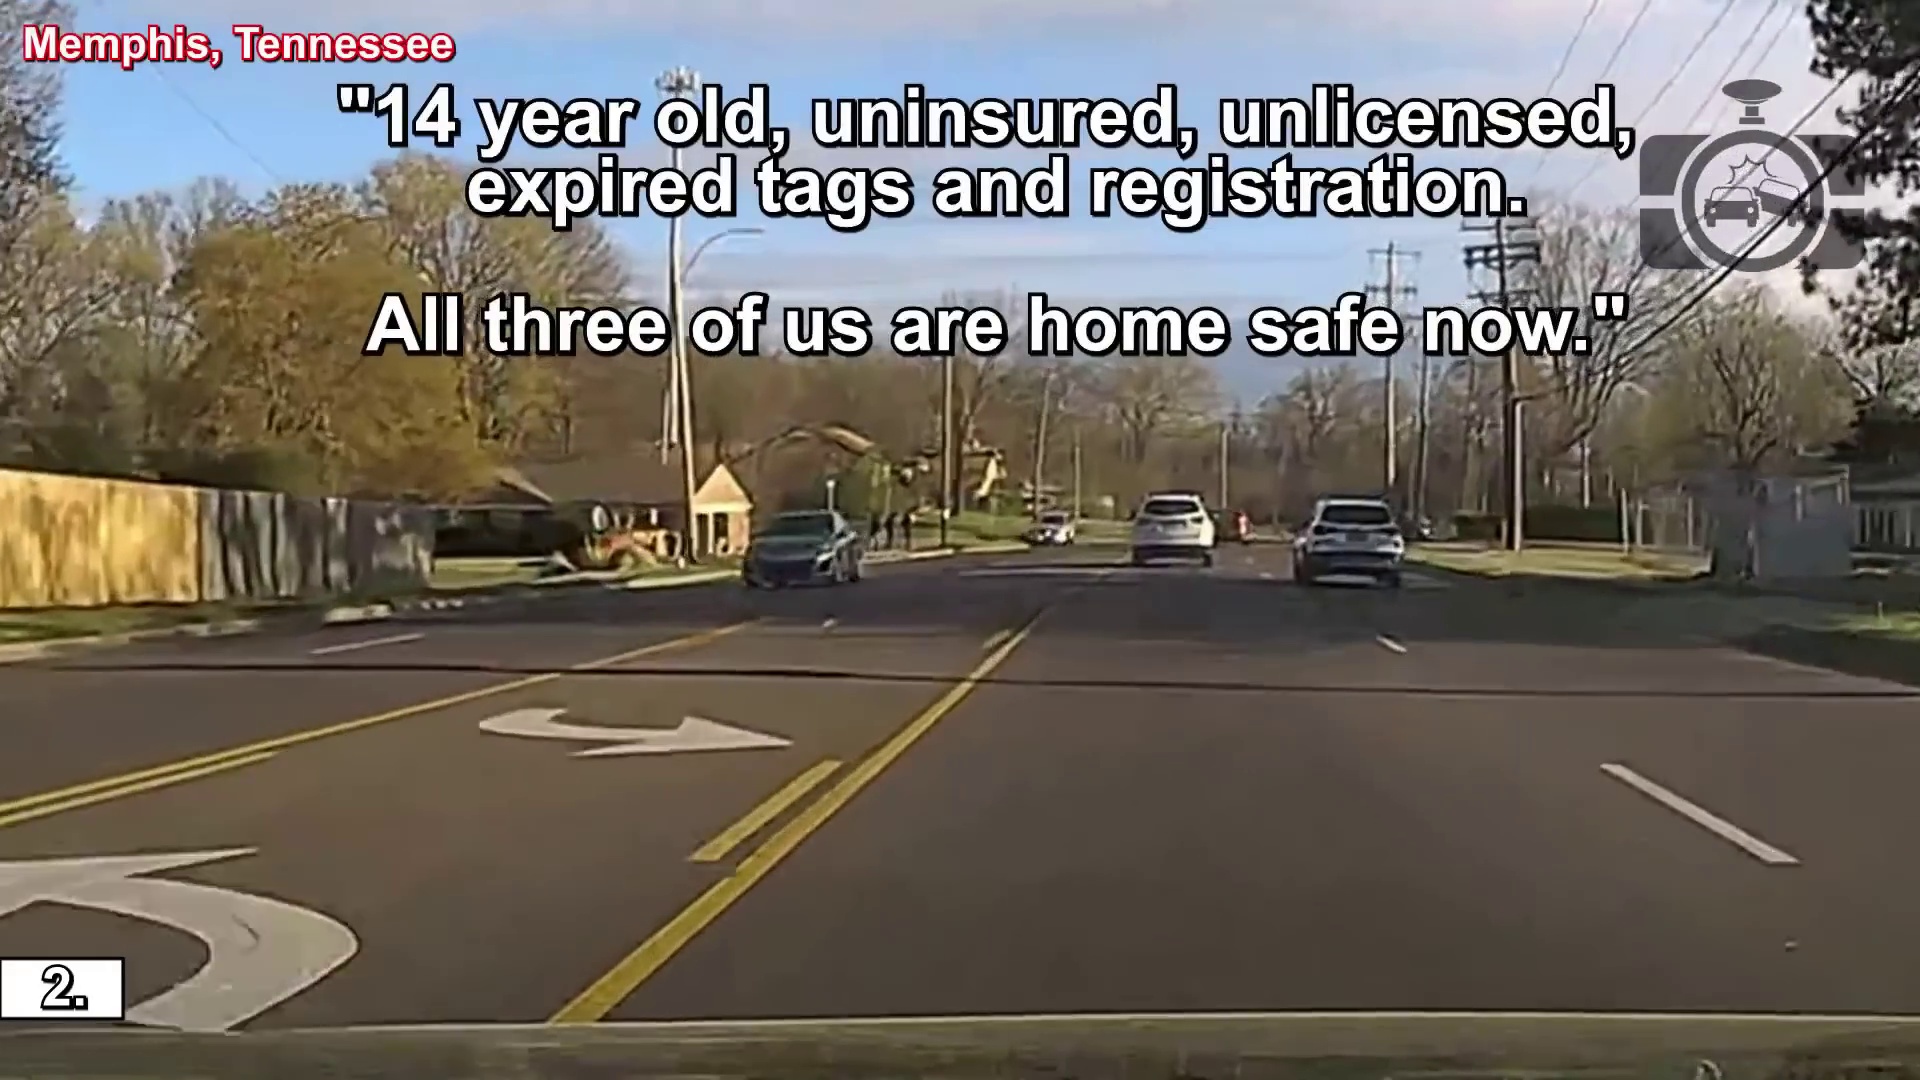 Memphis, Tennessee
"14 year old, uninsured, unlicensed,
expired tags and registration.
All three of us are home safe now."
2.